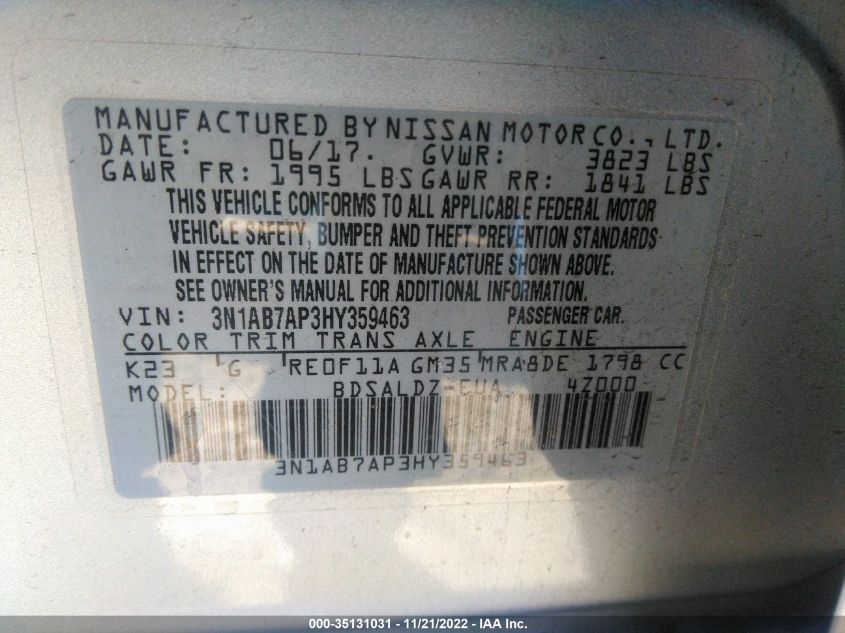 MANUFACTURED BY NISSAN MOTOR CO., LTD.
DATE: 06/17. GVWR: 3823 LBS
GAWR FR: 1995 LBS GAWR RR: 1841 LBS
THIS VEHICLE CONFORMS TO ALL APPLICABLE FEDERAL MOTOR
VEHICLE SAFETY, BUMPER AND THEFT PREVENTION STANDARDS
IN EFFECT ON THE DATE OF MANUFACTURE SHOWN ABOVE.
SEE OWNER'S MANUAL FOR ADDITIONAL INFORMATION.
VIN: 3N1AB7AP3HY359463 PASSENGER CAR.
COLOR TRIM TRANS AXLE ENGINE
K23 G RE0F11A GM35 MRA8DE 1798 CC
MODEL: BDSALDZ-EUA 4Z000
3N1AB7AP3HY359463
000-35131031 — 11/21/2022 — IAA Inc.